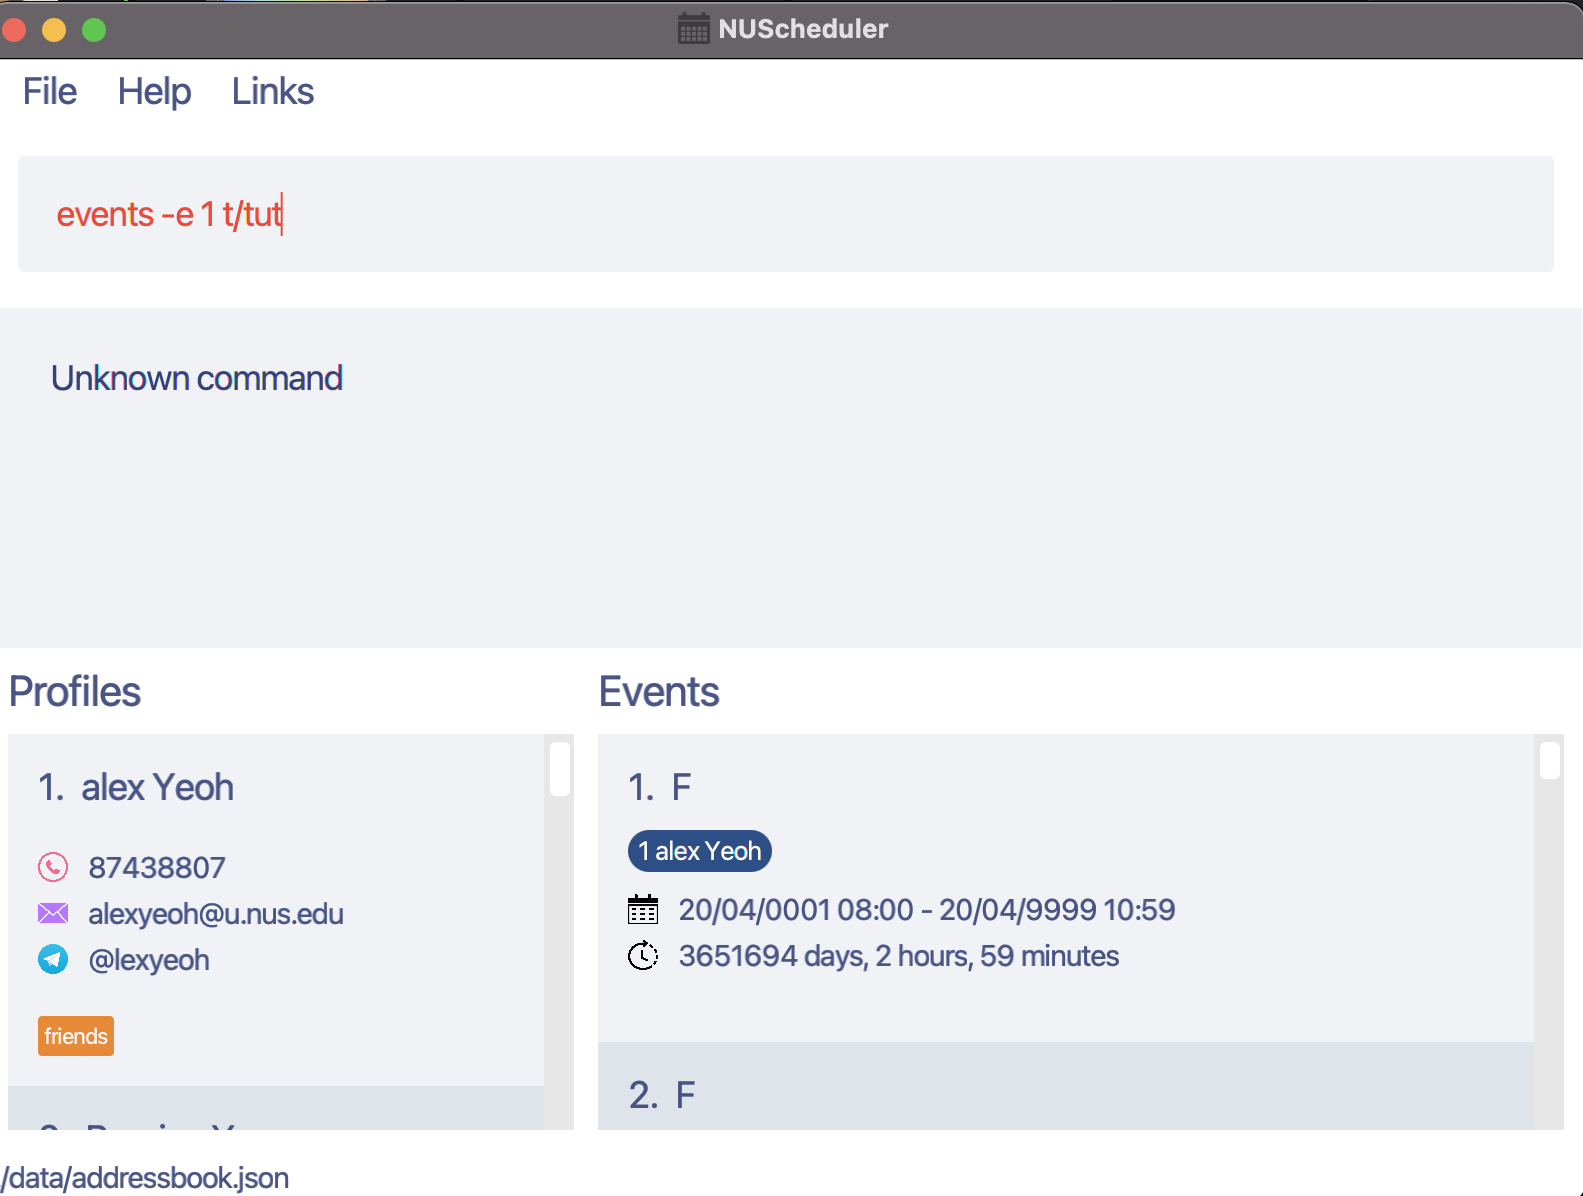 NUScheduler
File Help Links
events -e 1 t/tut
Unknown command
Profiles
1. alex Yeoh
87438807
alexyeoh@u.nus.edu
@lexyeoh
friends
Events
1. F
1 alex Yeoh
20/04/0001 08:00 - 20/04/9999 10:59
3651694 days, 2 hours, 59 minutes
2. F
/data/addressbook.json